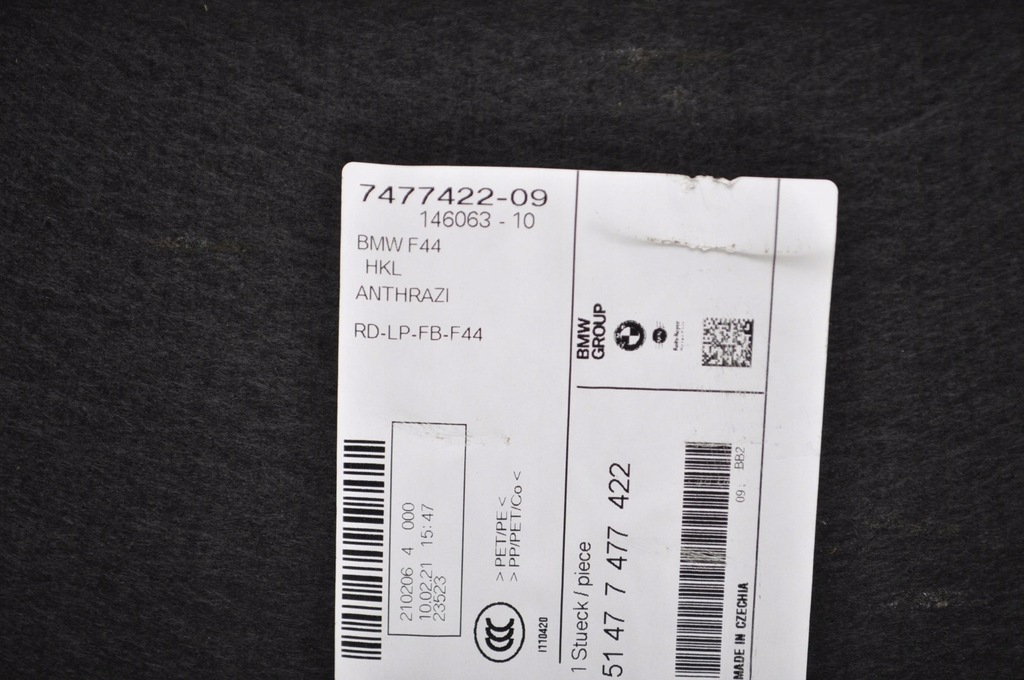 7477422-09
146063 - 10
BMW F44
HKL
ANTHRAZI
RD-LP-FB-F44
210206 4 000
10.02.21 15:47
23523
> PET/PE <
> PP/PET/Co <
CCC
I110420
BMW
GROUP
1 Stueck / piece
51 47 7 477 422
09: BB2
MADE IN CZECHIA